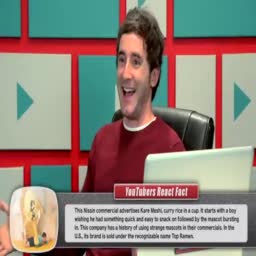 YouTubers React Fact
This Nissin commercial advertises Kare Meshi, curry rice in a cup. It starts with a boy
wishing he had something quick and easy to snack on followed by the mascot bursting
in. This company has a history of using strange mascots in their commercials. In the
U.S., its brand is sold under the recognizable name Top Ramen.